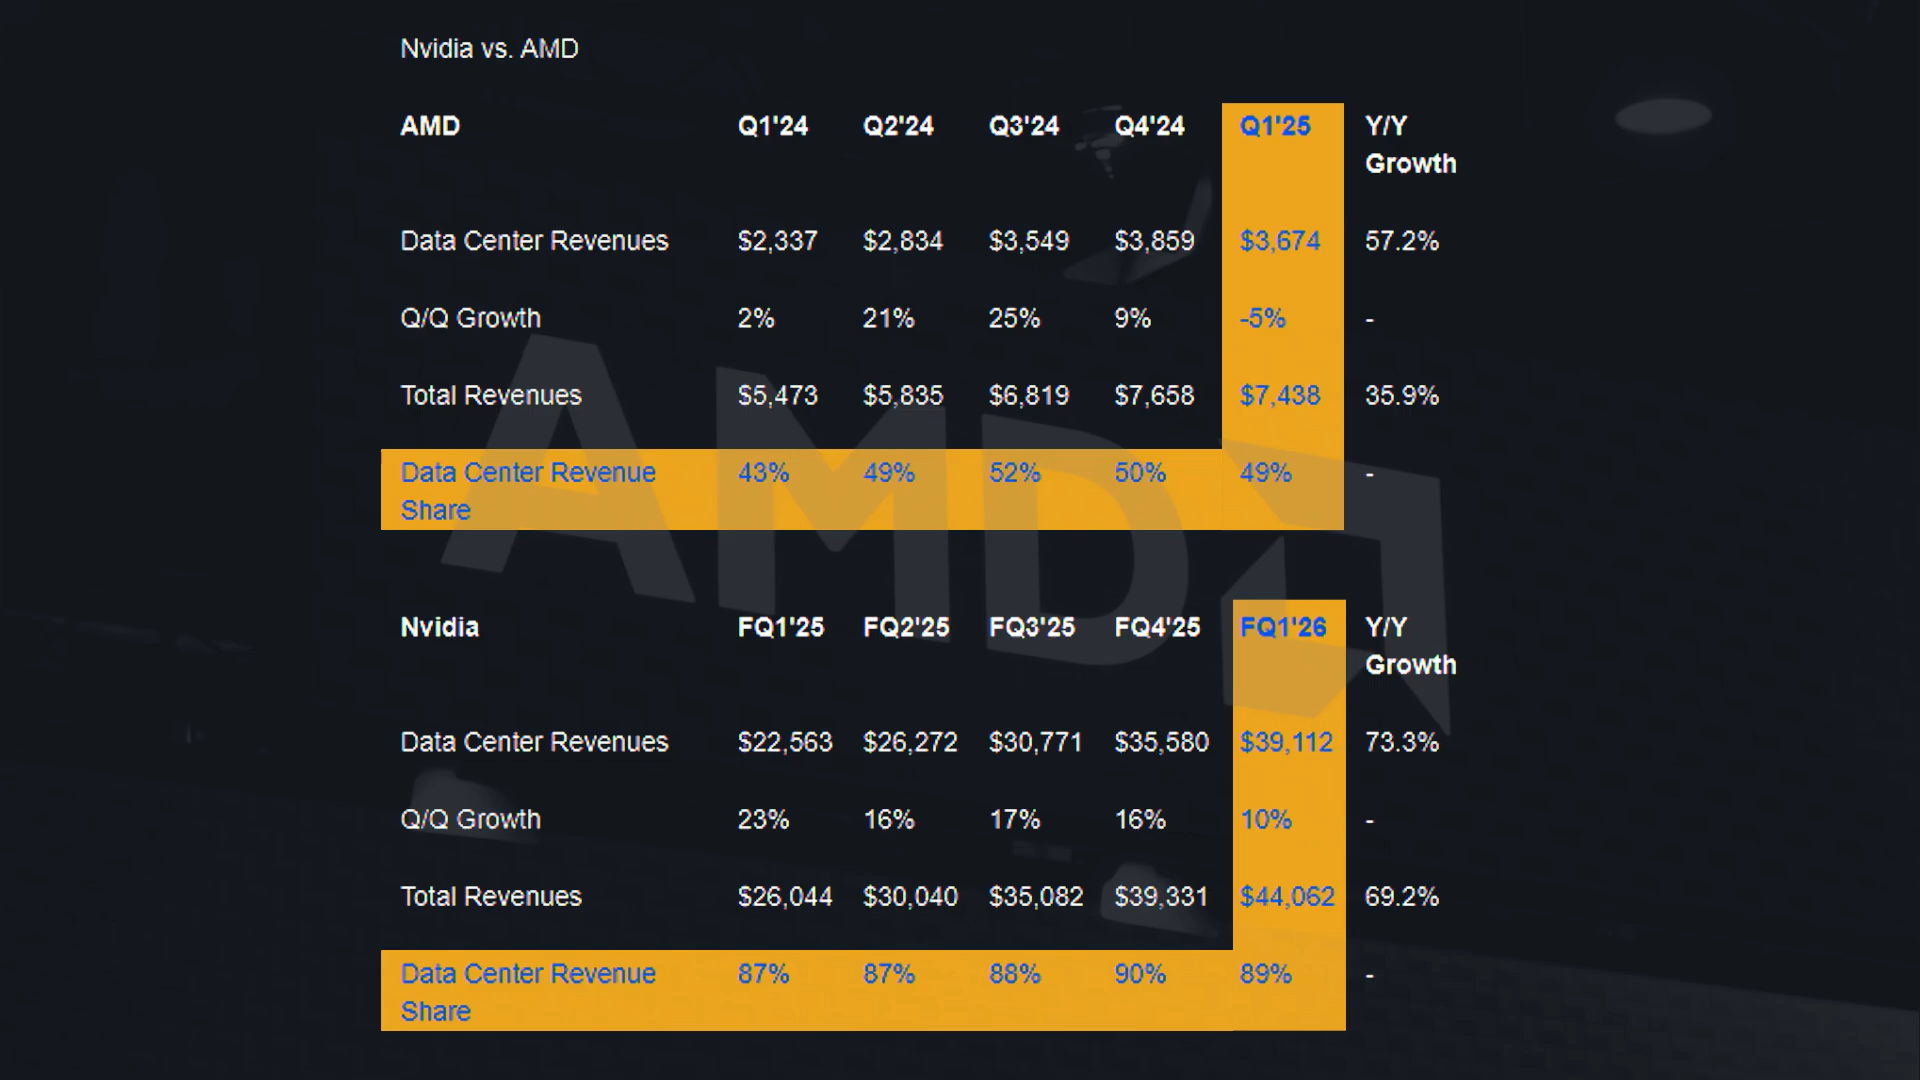 Nvidia vs. AMD
AMD Q1'24 Q2'24 Q3'24 Q4'24 Q1'25 Y/Y
Growth
Data Center Revenues $2,337 $2,834 $3,549 $3,859 $3,674 57.2%
Q/Q Growth 2% 21% 25% 9% -5% -
Total Revenues $5,473 $5,835 $6,819 $7,658 $7,438 35.9%
Data Center Revenue 43% 49% 52% 50% 49% -
Share
AMD
Nvidia FQ1'25 FQ2'25 FQ3'25 FQ4'25 FQ1'26 Y/Y
Growth
Data Center Revenues $22,563 $26,272 $30,771 $35,580 $39,112 73.3%
Q/Q Growth 23% 16% 17% 16% 10% -
Total Revenues $26,044 $30,040 $35,082 $39,331 $44,062 69.2%
Data Center Revenue 87% 87% 88% 90% 89% -
Share